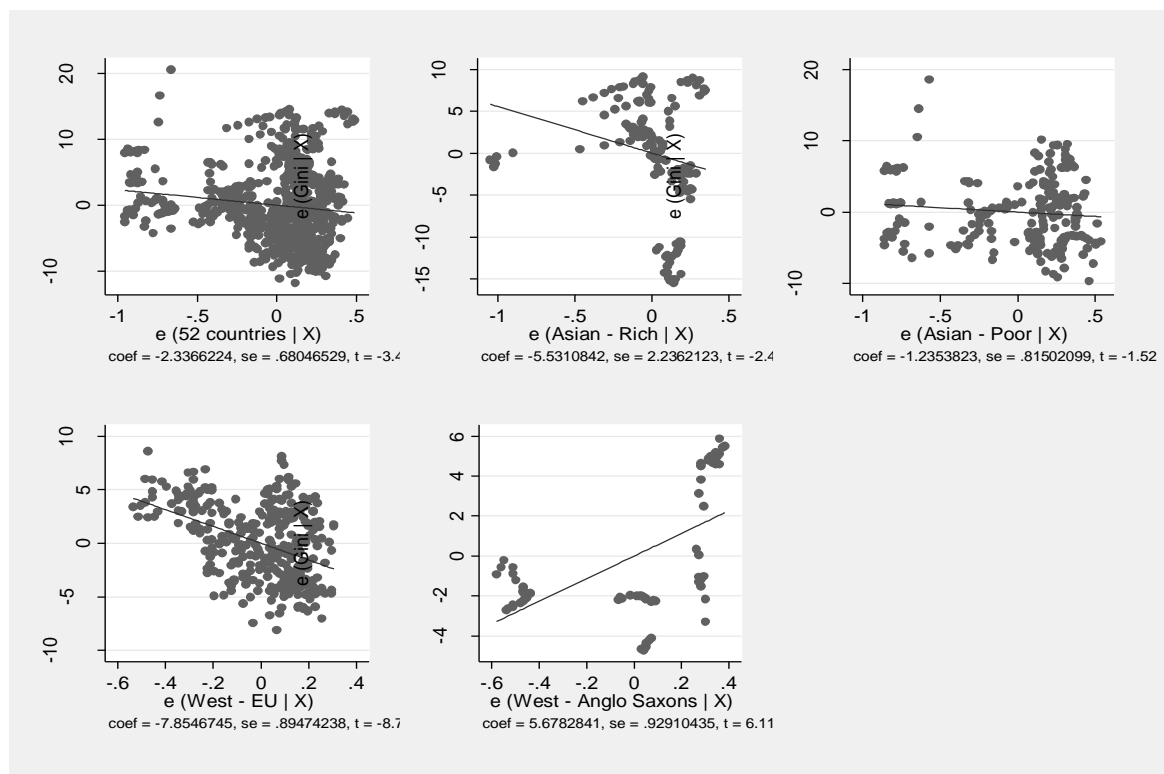 20
10
0
-10
e (Gini | X)
-1 -.5 0 .5
e (52 countries | X)
coef = -2.3366224, se = .68046529, t = -3.4
10
5
0
-5
-10
-15
e (Gini | X)
-1 -.5 0 .5
e (Asian - Rich | X)
coef = -5.5310842, se = 2.2362123, t = -2.4
20
10
0
-10
-1 -.5 0 .5
e (Asian - Poor | X)
coef = -1.2353823, se = .81502099, t = -1.52
10
5
0
-5
-10
e (Gini | X)
-.6 -.4 -.2 0 .2 .4
e (West - EU | X)
coef = -7.8546745, se = .89474238, t = -8.7
6
4
2
0
-2
-4
-.6 -.4 -.2 0 .2 .4
e (West - Anglo Saxons | X)
coef = 5.6782841, se = .92910435, t = 6.11